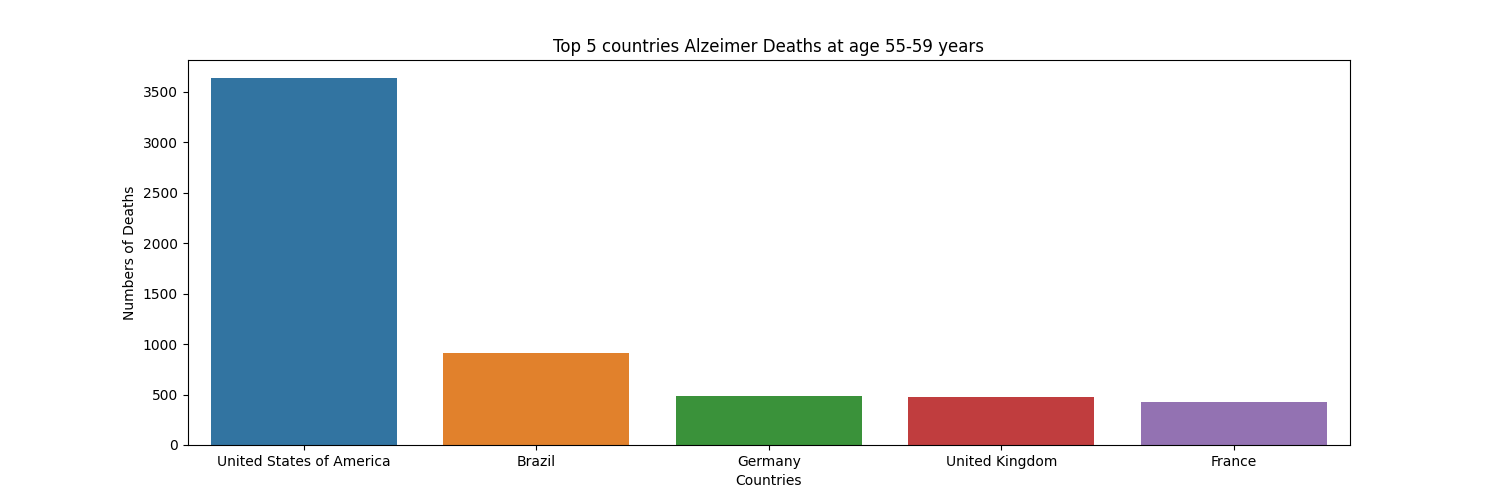 Top 5 countries Alzeimer Deaths at age 55-59 years
Numbers of Deaths
3500
3000
2500
2000
1500
1000
500
0
United States of America
Brazil
Germany
United Kingdom
France
Countries